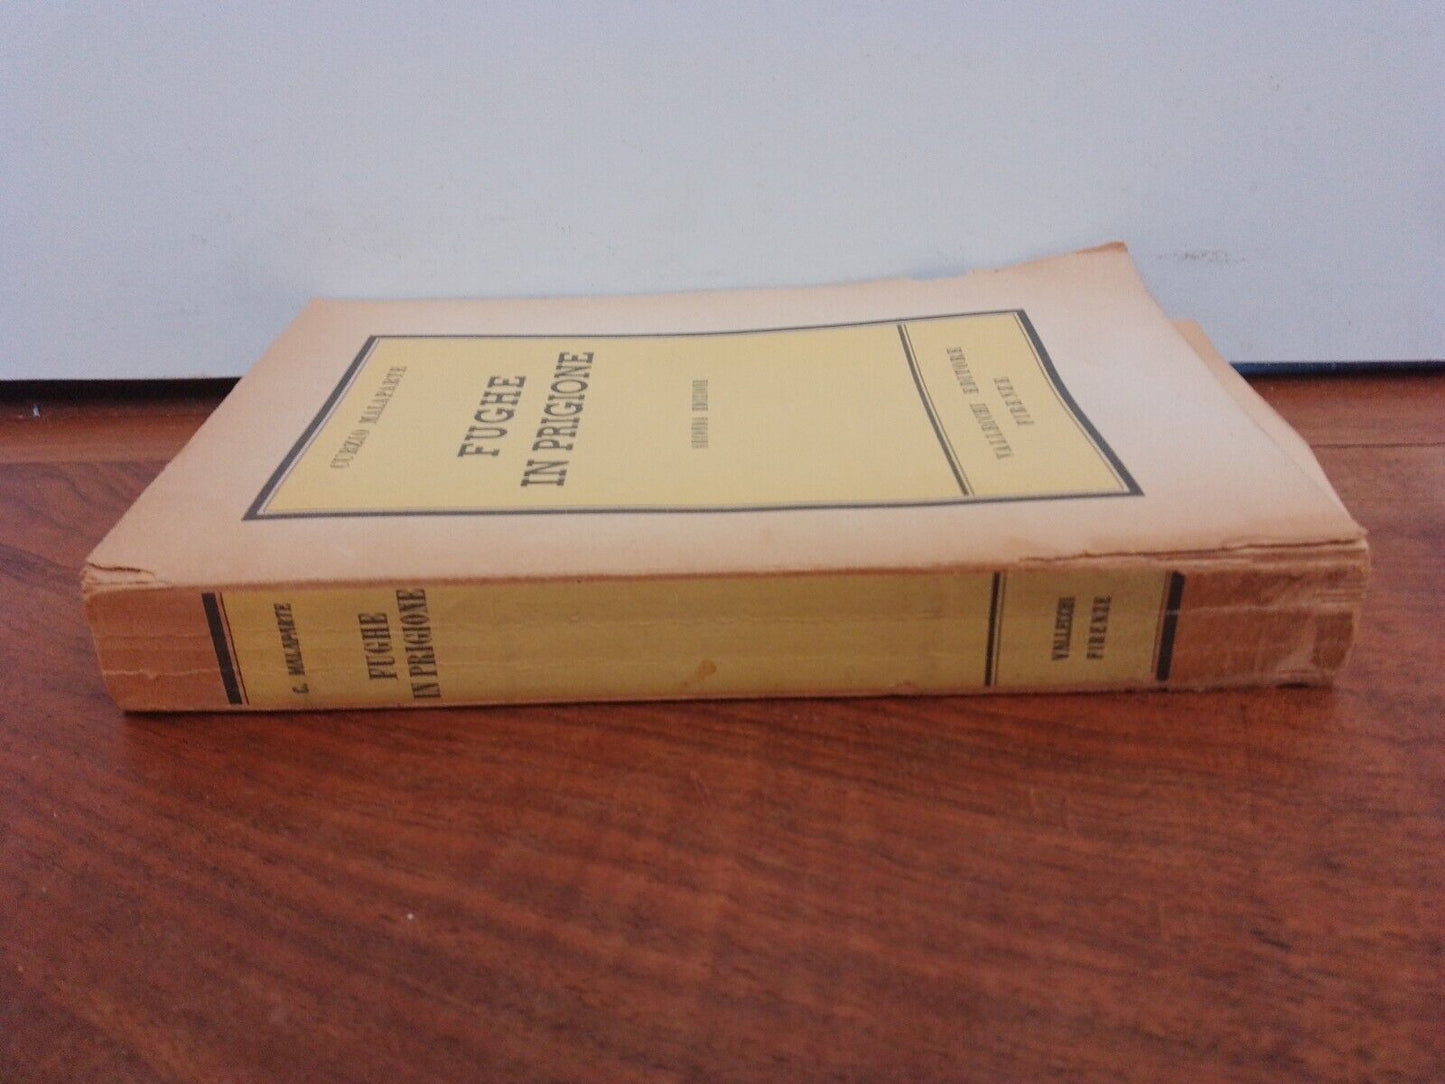 CURZIO MALAPARTE
FUGHE
IN PRIGIONE
SECONDA EDIZIONE
VALLECCHI EDITORE
FIRENZE
C. MALAPARTE
FUGHE
IN PRIGIONE
VALLECCHI
FIRENZE